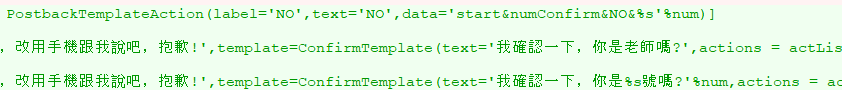 PostbackTemplateAction(label='NO',text='NO',data='start&numConfirm&NO&%s'%num)]
，改用手機跟我說吧，抱歉!',template=ConfirmTemplate(text='我確認一下，你是老師嗎?',actions = actLis
，改用手機跟我說吧，抱歉!',template=ConfirmTemplate(text='我確認一下，你是%s號嗎?'%num,actions = ac